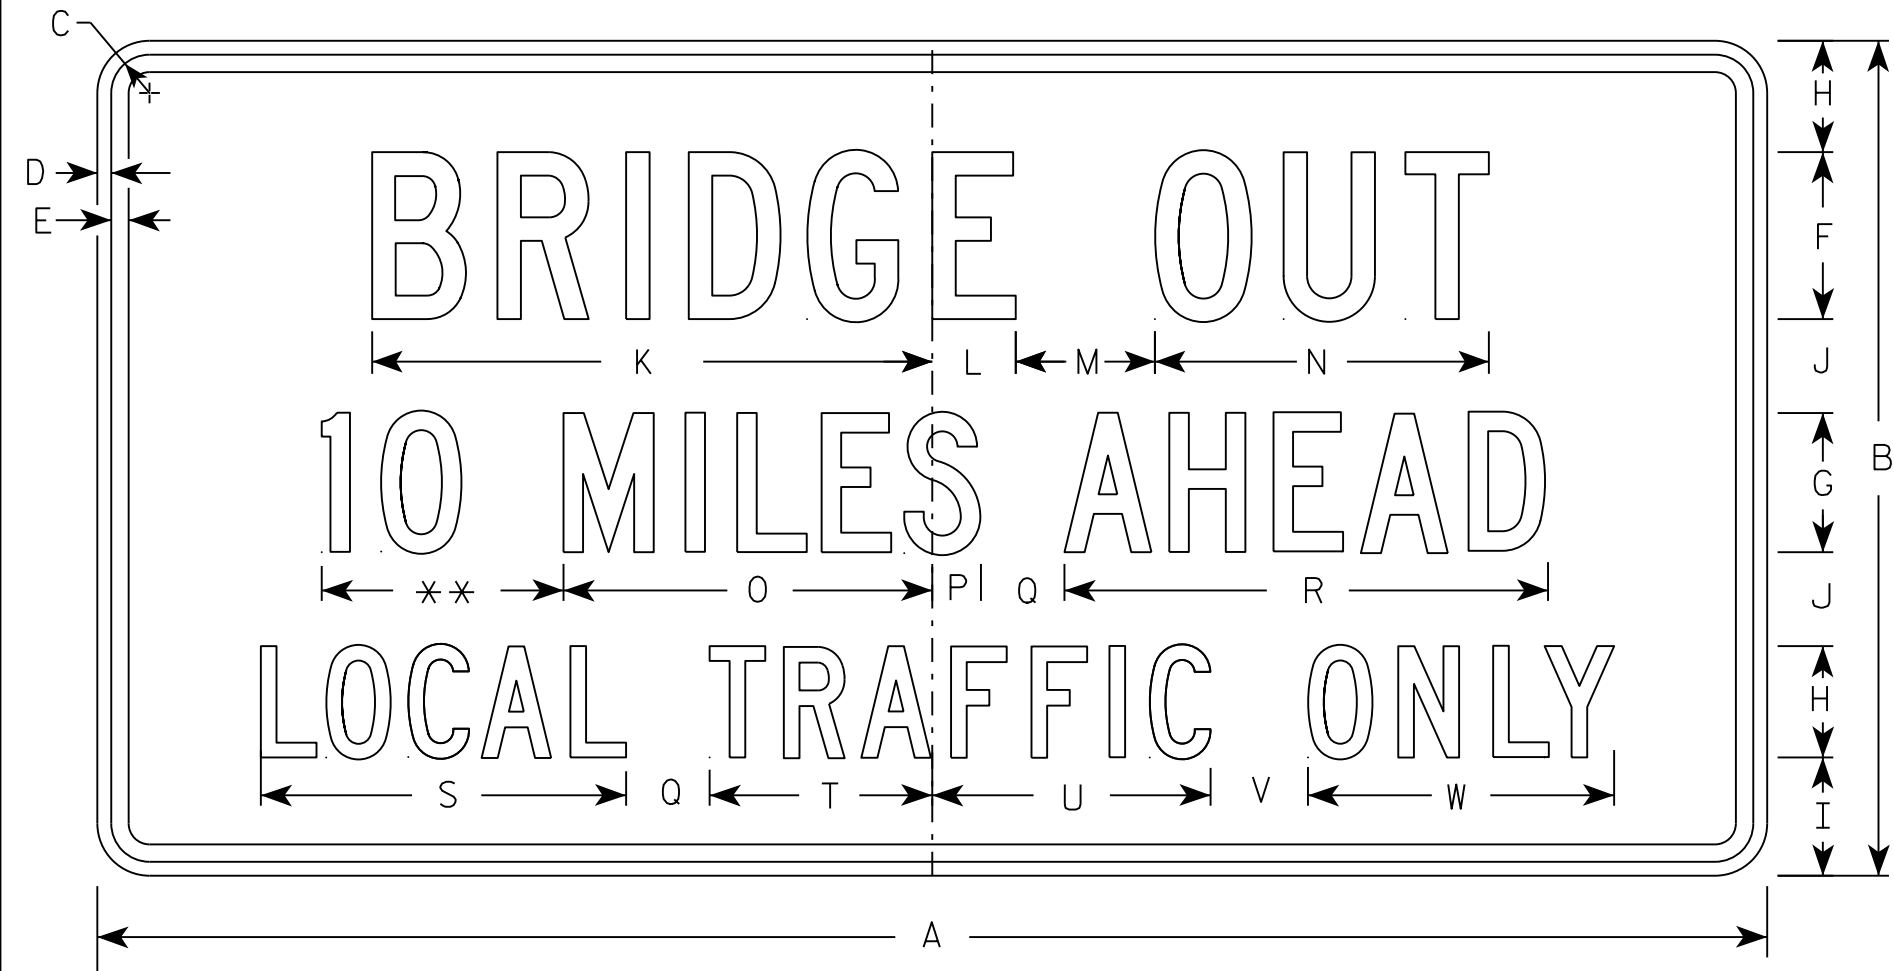 C
H
D
E
BRIDGE OUT
F
K L M N
J
10 MILES AHEAD
G
B
** O P Q R
J
LOCAL TRAFFIC ONLY
H
S Q T U V W
I
A